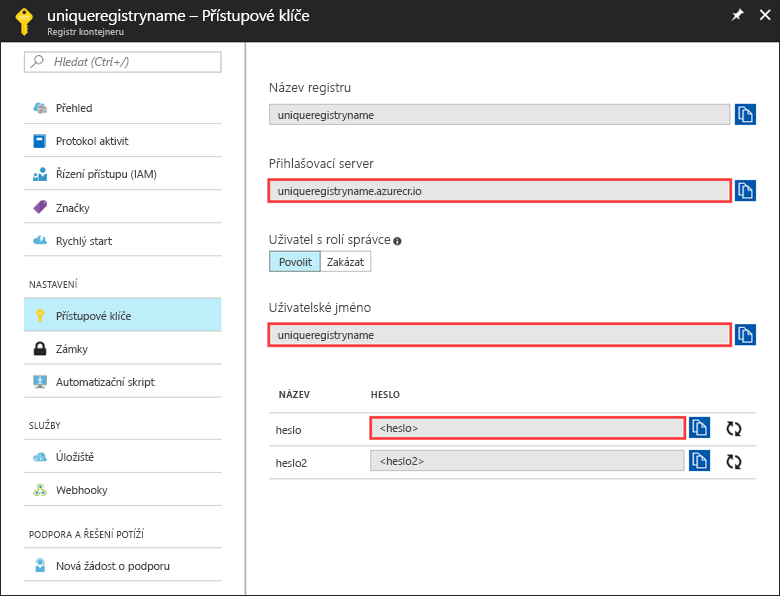 uniqueregistryname – Přístupové klíče
Registr kontejneru
Hledat (Ctrl+/)
Přehled
Protokol aktivit
Řízení přístupu (IAM)
Značky
Rychlý start
NASTAVENÍ
Přístupové klíče
Zámky
Automatizační skript
SLUŽBY
Úložiště
Webhooky
PODPORA A ŘEŠENÍ POTÍŽÍ
Nová žádost o podporu
Název registru
uniqueregistryname
Přihlašovací server
uniqueregistryname.azurecr.io
Uživatel s rolí správce
Povolit Zakázat
Uživatelské jméno
uniqueregistryname
NÁZEV HESLO
heslo <heslo>
heslo2 <heslo2>